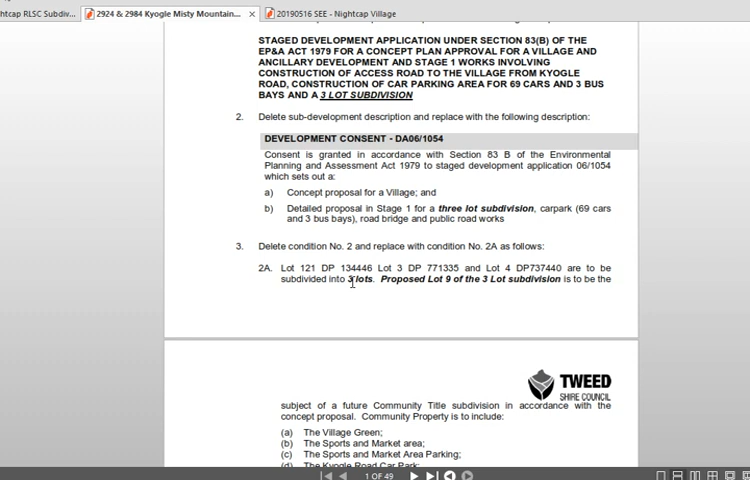 htcap RLSC Subdiv... 2924 & 2984 Kyogle Misty Mountain... × 20190516 SEE - Nightcap Village
STAGED DEVELOPMENT APPLICATION UNDER SECTION 83(B) OF THE
EP&A ACT 1979 FOR A CONCEPT PLAN APPROVAL FOR A VILLAGE AND
ANCILLARY DEVELOPMENT AND STAGE 1 WORKS INVOLVING
CONSTRUCTION OF ACCESS ROAD TO THE VILLAGE FROM KYOGLE
ROAD, CONSTRUCTION OF CAR PARKING AREA FOR 69 CARS AND 3 BUS
BAYS AND A 3 LOT SUBDIVISION
2. Delete sub-development description and replace with the following description:
DEVELOPMENT CONSENT - DA06/1054
Consent is granted in accordance with Section 83 B of the Environmental
Planning and Assessment Act 1979 to staged development application 06/1054
which sets out a:
a) Concept proposal for a Village; and
b) Detailed proposal in Stage 1 for a three lot subdivision, carpark (69 cars
and 3 bus bays), road bridge and public road works
3. Delete condition No. 2 and replace with condition No. 2A as follows:
2A. Lot 121 DP 134446 Lot 3 DP 771335 and Lot 4 DP737440 are to be
subdivided into 3 lots. Proposed Lot 9 of the 3 Lot subdivision is to be the
TWEED
SHIRE COUNCIL
subject of a future Community Title subdivision in accordance with the
concept proposal. Community Property is to include:
(a) The Village Green;
(b) The Sports and Market area;
(c) The Sports and Market Area Parking;
(d) The Kyogle Road Car Park;
1 OF 49